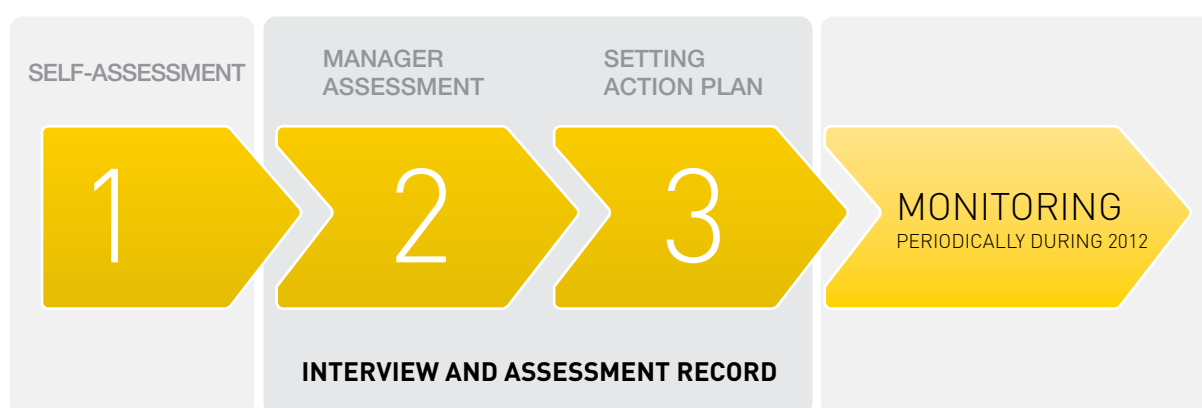 SELF-ASSESSMENT
MANAGER
ASSESSMENT
SETTING
ACTION PLAN
1
2
3
MONITORING
PERIODICALLY DURING 2012
INTERVIEW AND ASSESSMENT RECORD